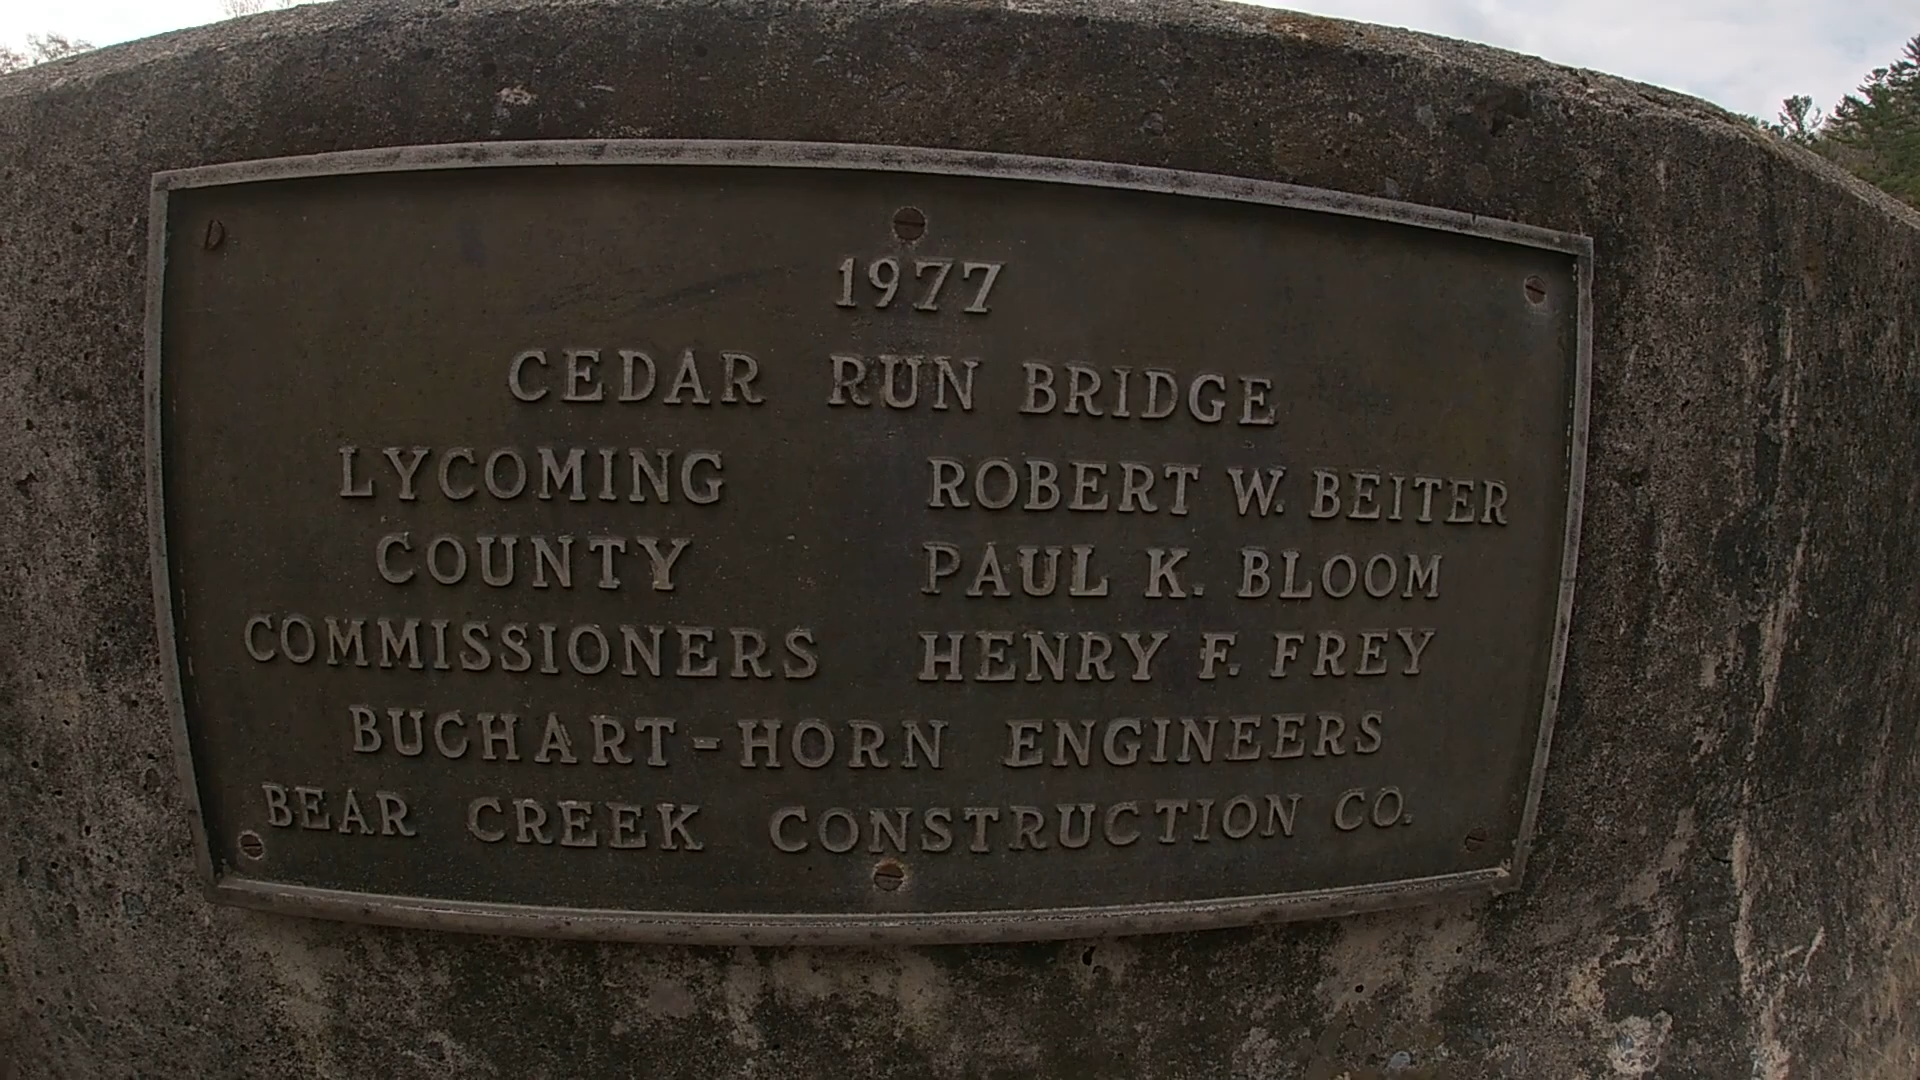 1977
CEDAR RUN BRIDGE
LYCOMING ROBERT W. BEITER
COUNTY PAUL K. BLOOM
COMMISSIONERS HENRY F. FREY
BUCHART-HORN ENGINEERS
BEAR CREEK CONSTRUCTION CO.